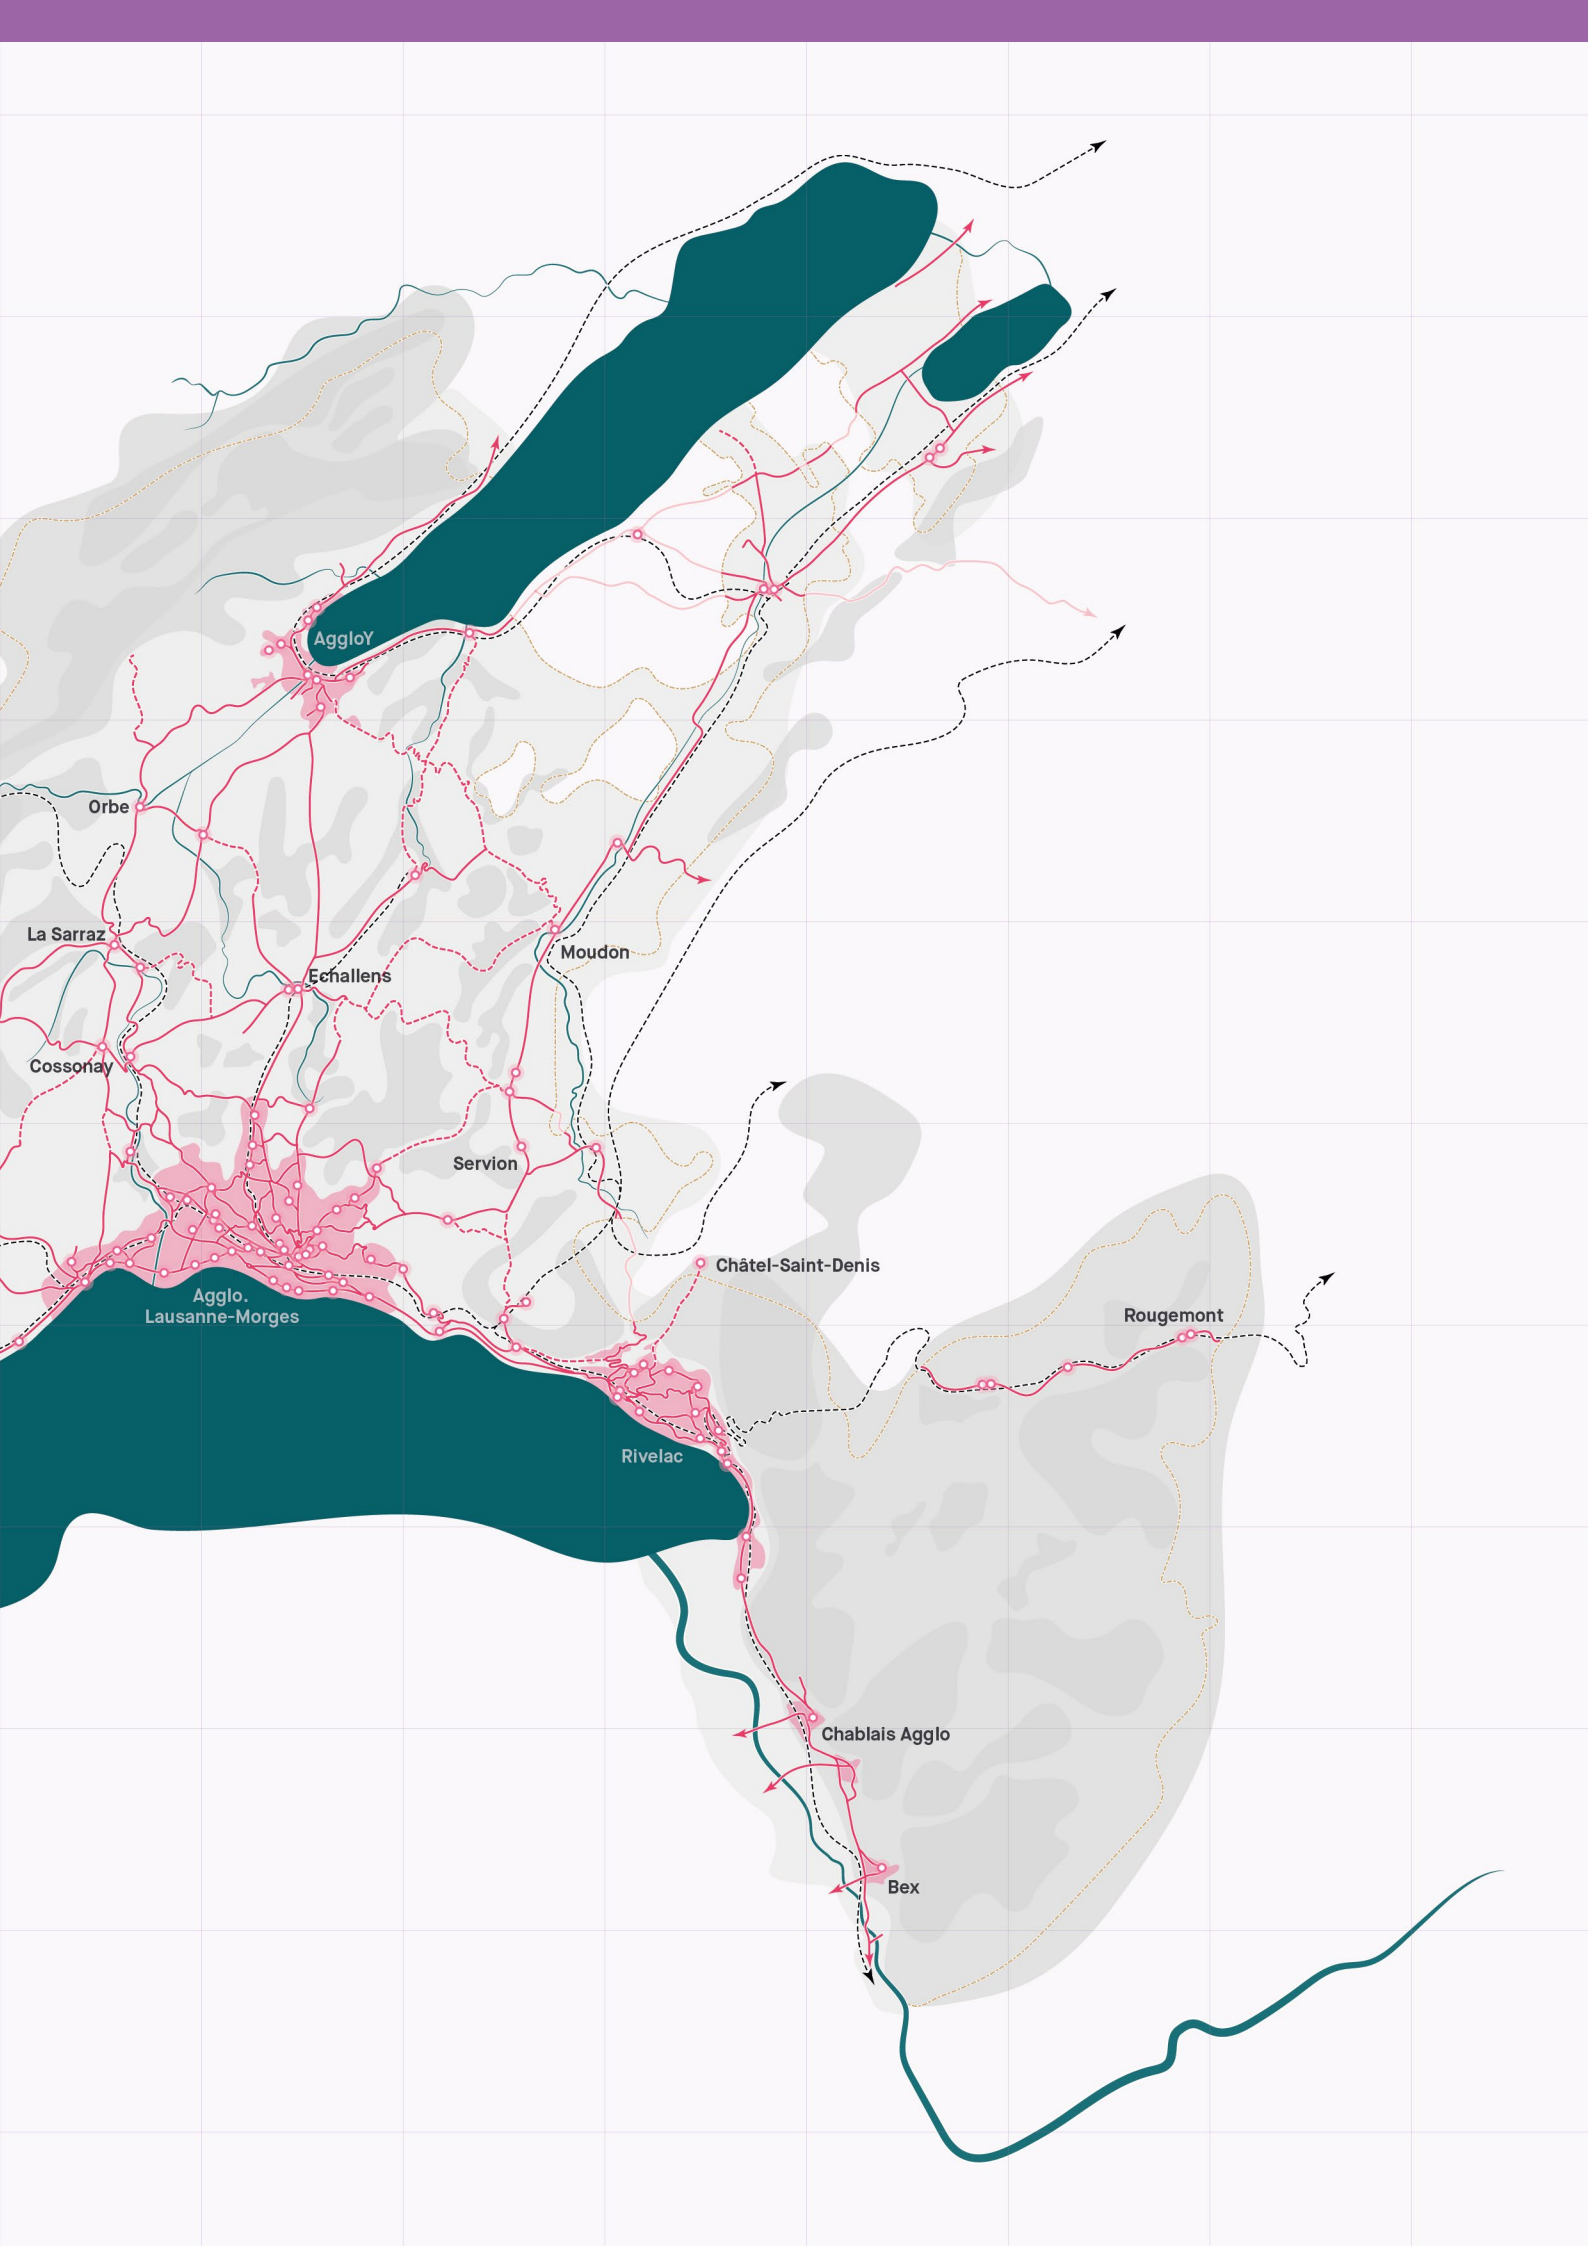 AggloY
Orbe
La Sarraz
Moudon
Echallens
Cossonay
Servion
Châtel-Saint-Denis
Agglo.
Lausanne-Morges
Rougemont
Rivelac
Chablais Agglo
Bex